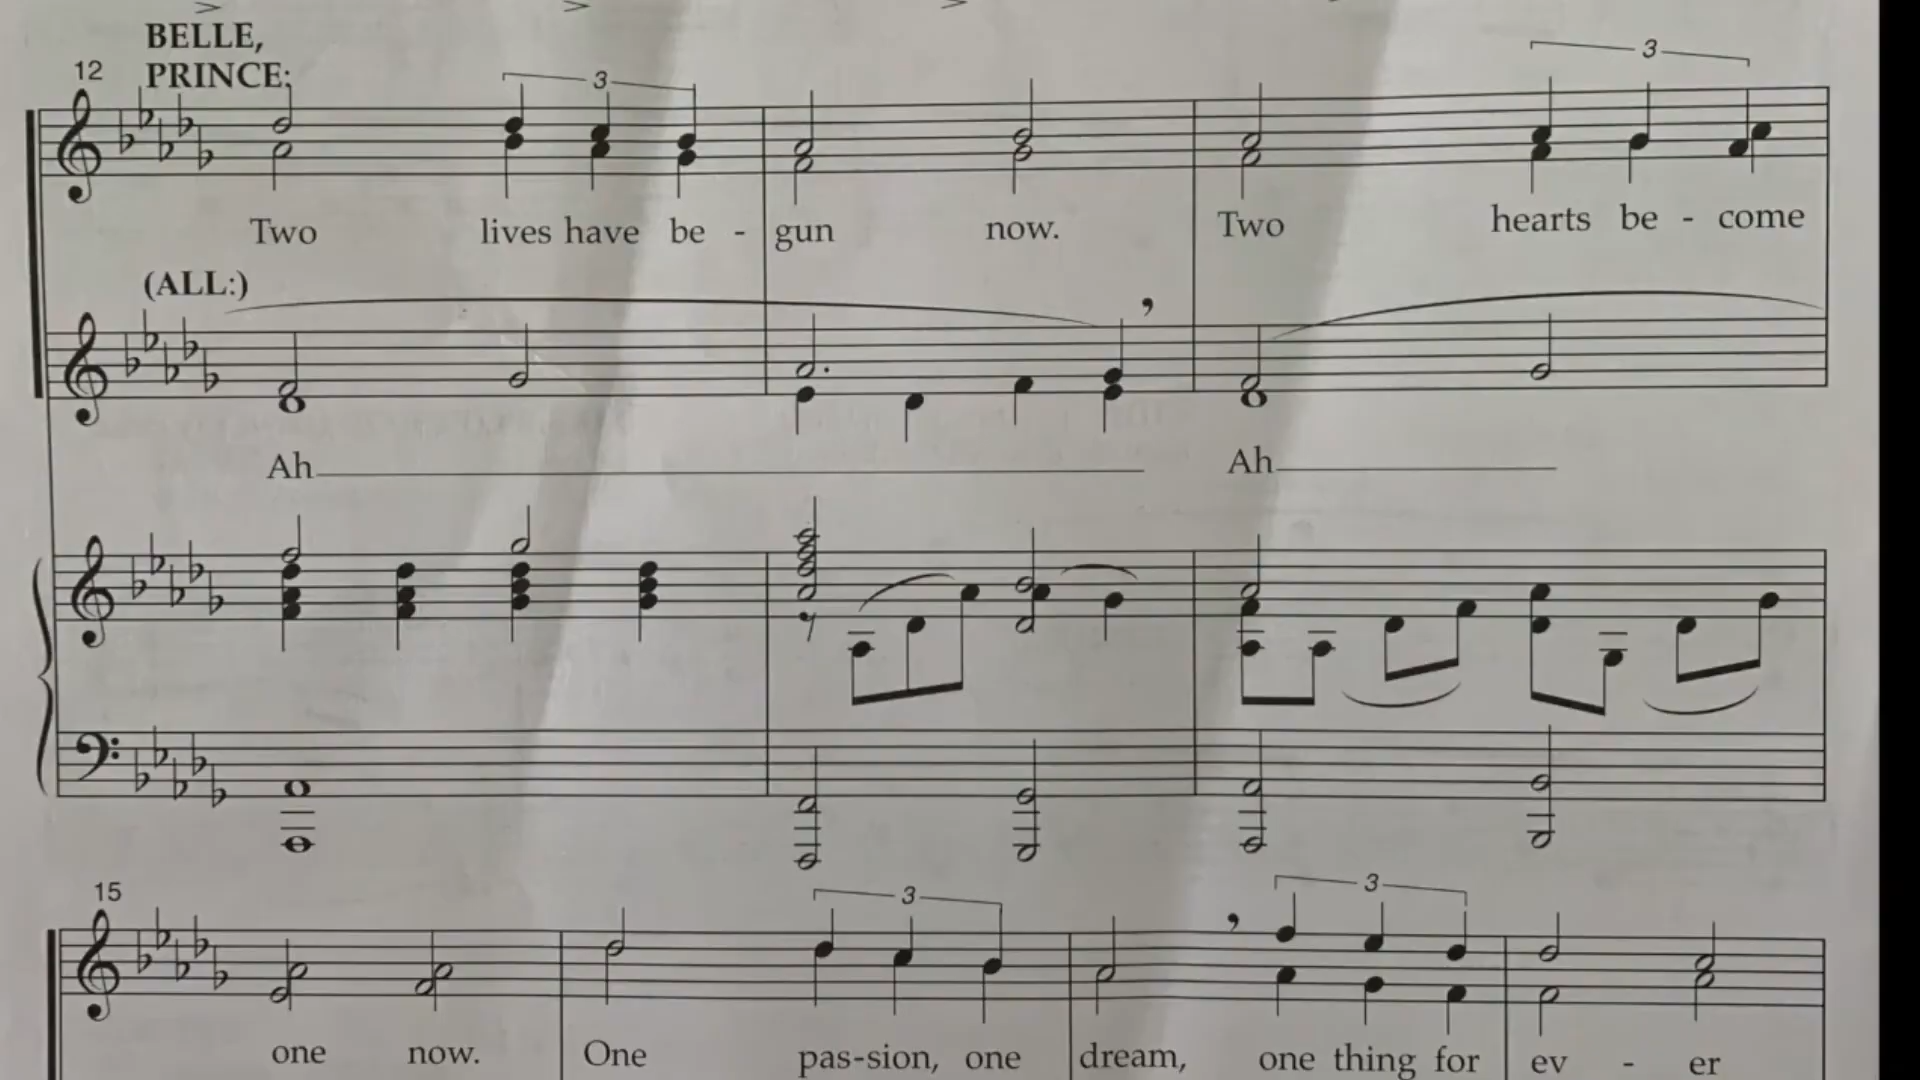 BELLE,
12 PRINCE:
3 3
Two lives have be - gun now. Two hearts be - come
(ALL:)
Ah Ah
15 3 3
one now. One pas-sion, one dream, one thing for ev - er